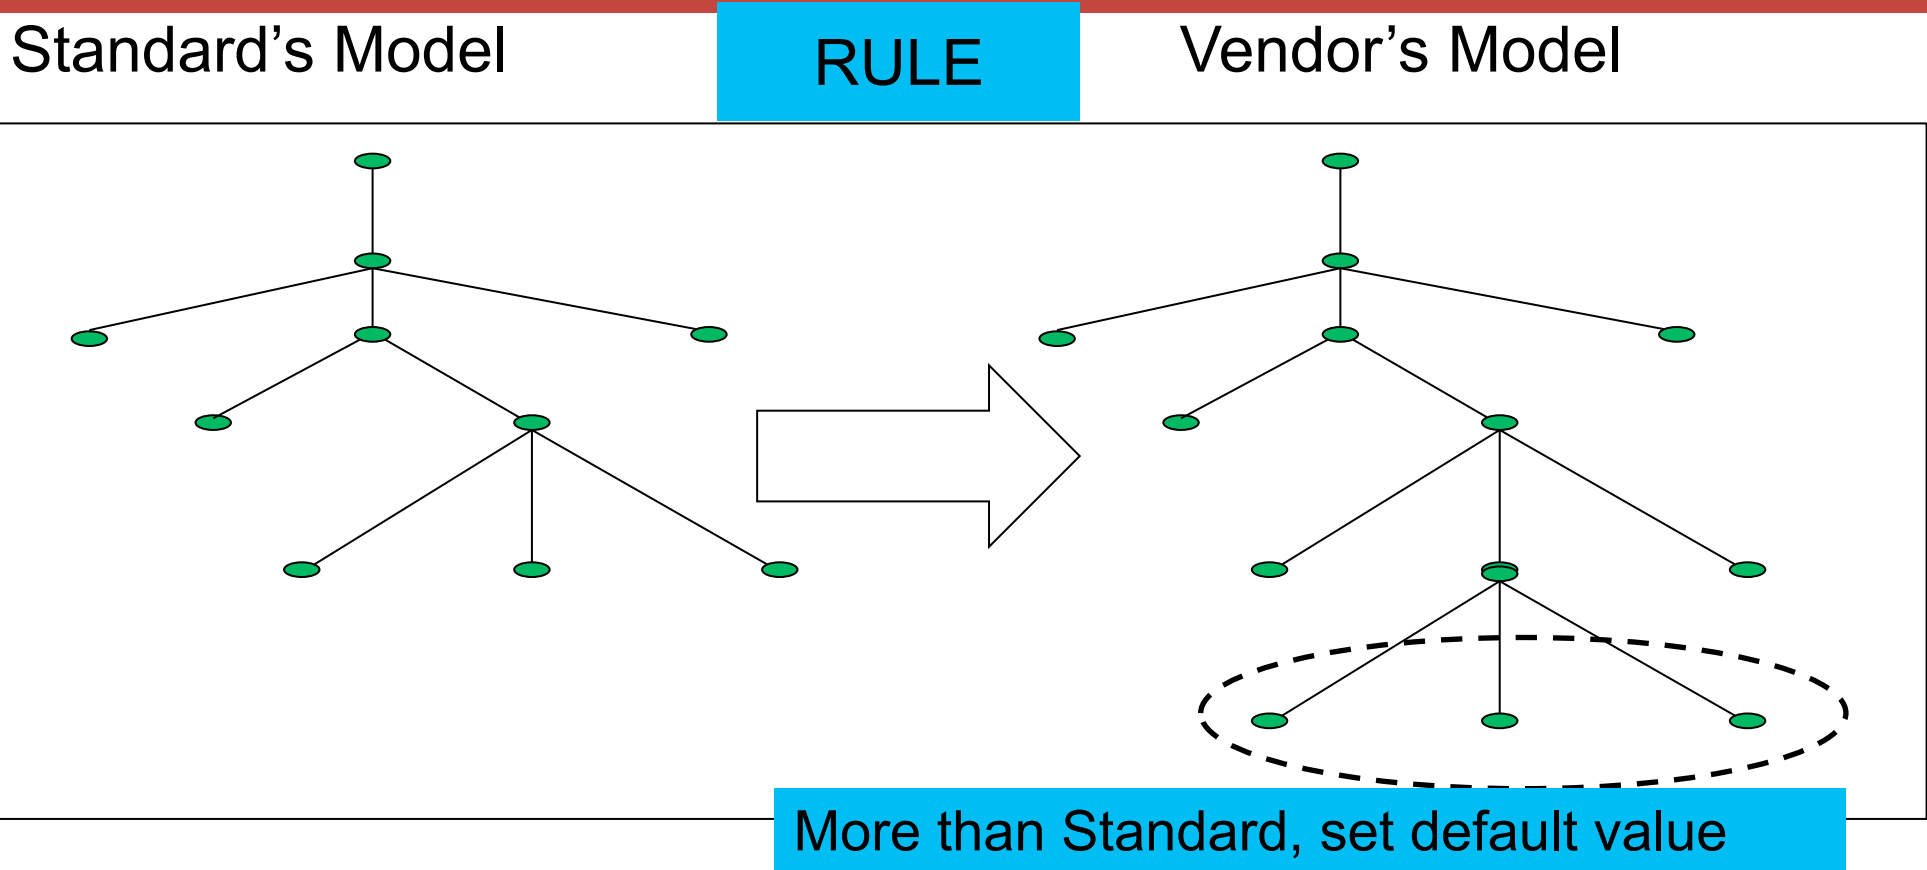 Standard’s Model
RULE
Vendor’s Model
More than Standard, set default value